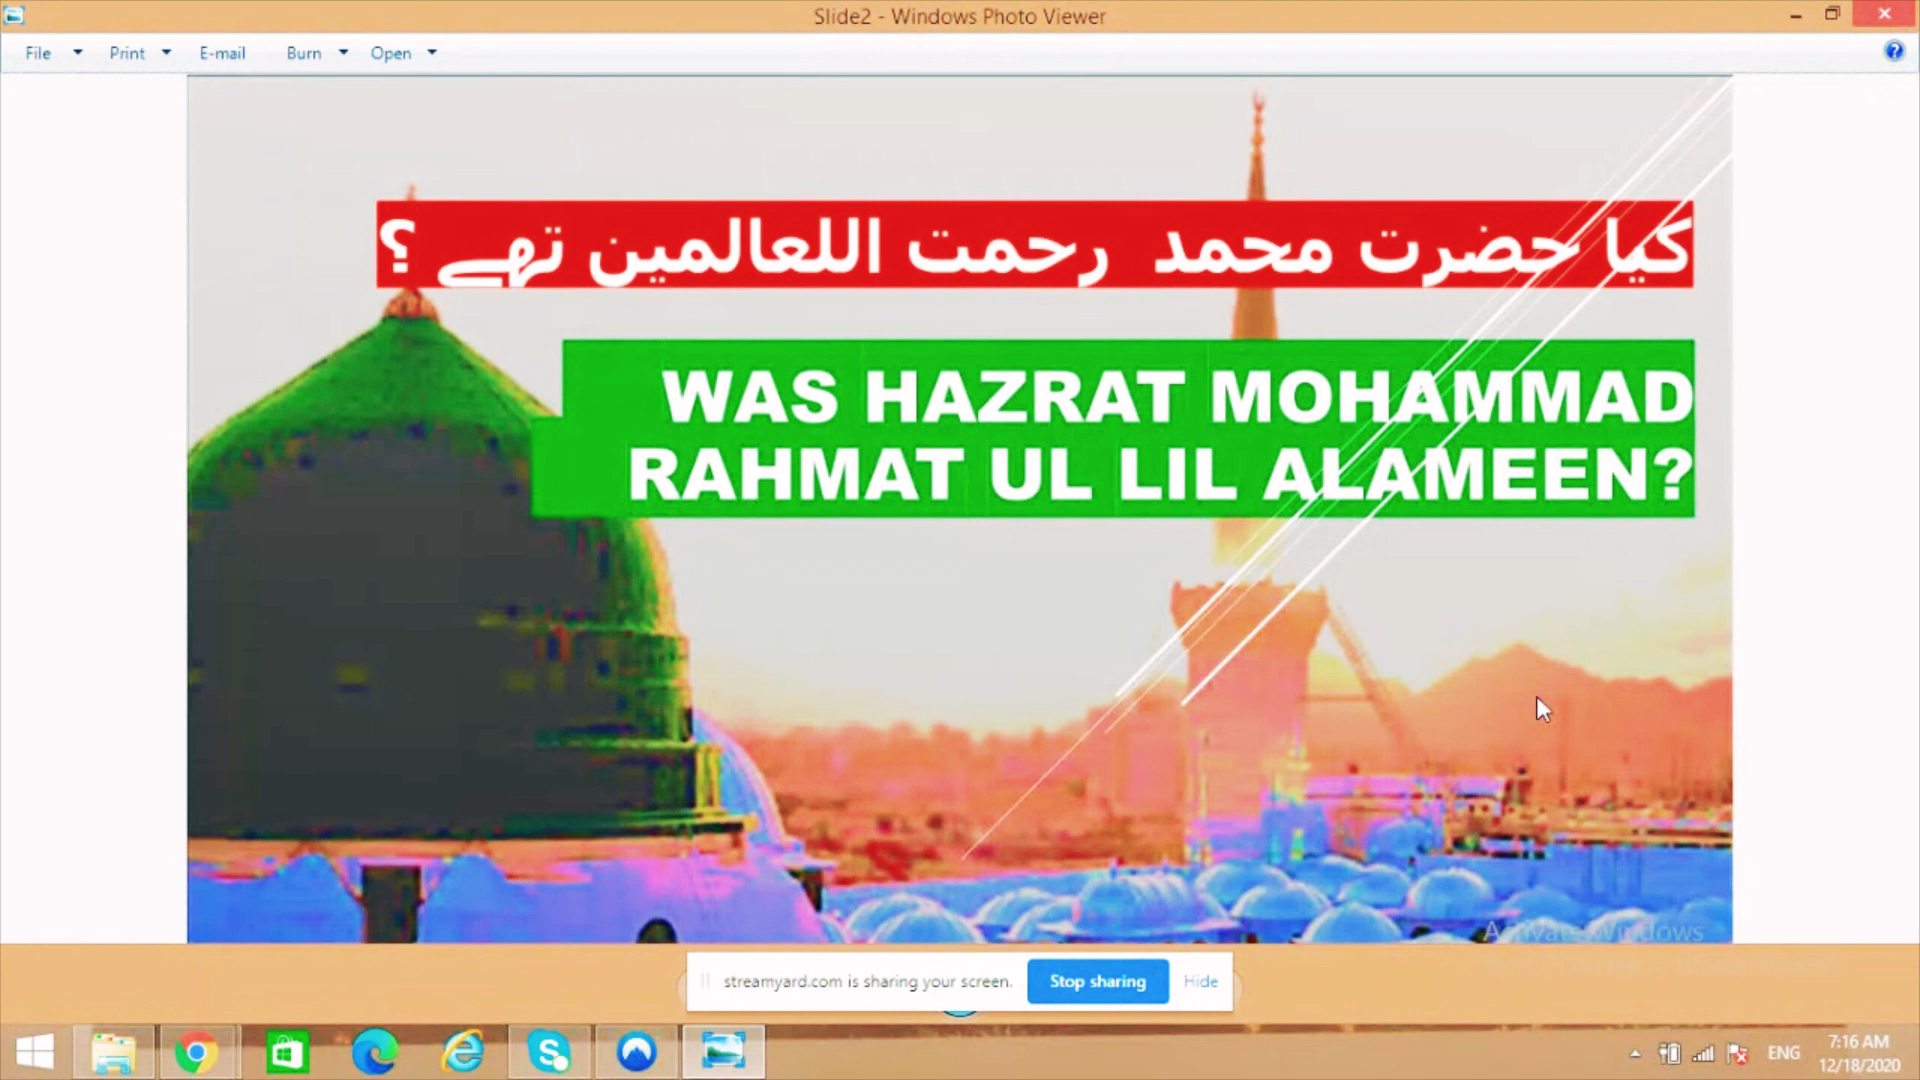 Slide2 - Windows Photo Viewer
File Print E-mail Burn Open
کیا حضرت محمد رحمت اللعالمین تھے ؟
WAS HAZRAT MOHAMMAD
RAHMAT UL LIL ALAMEEN?
Activate Windows
streamyard.com is sharing your screen. Stop sharing Hide
ENG
7:16 AM
12/18/2020